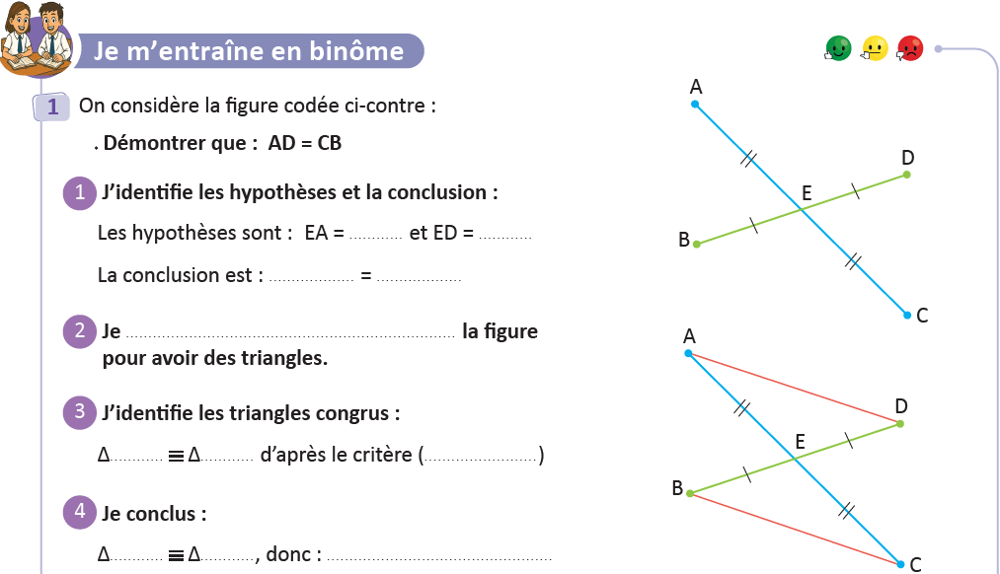 Je m'entraîne en binôme
1 On considère la figure codée ci-contre :
. Démontrer que : AD = CB
1 J'identifie les hypothèses et la conclusion :
Les hypothèses sont : EA = ............ et ED = ............
La conclusion est : ................... = ...................
2 Je .......................................................................... la figure
pour avoir des triangles.
3 J'identifie les triangles congrus :
Δ............ ≡ Δ............ d'après le critère (.........................)
4 Je conclus :
Δ............ ≡ Δ............, donc : ...................................................
A
D
E
B
C
A
D
E
B
C